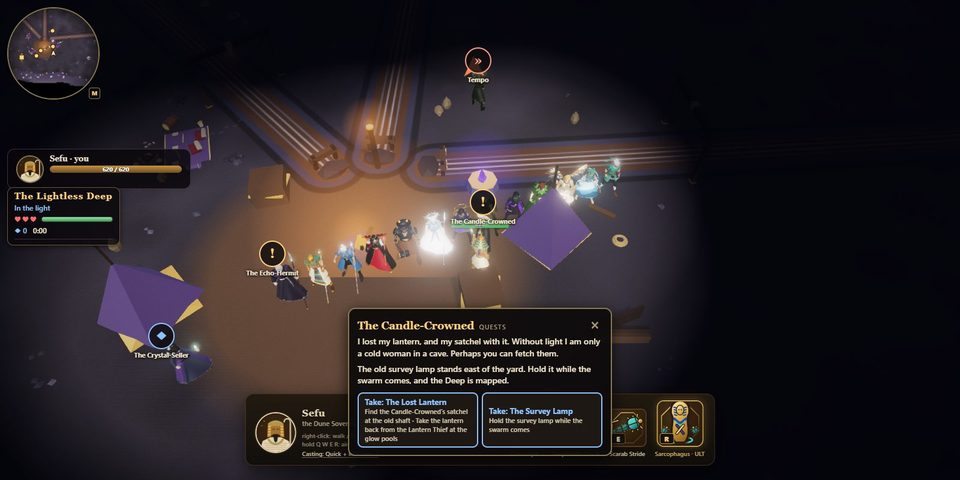 Tempo
M
Sefu - you
620 / 620
The Lightless Deep
In the light
0 0:00
The Candle-Crowned
The Echo-Hermit
The Crystal-Seller
The Candle-Crowned QUESTS
I lost my lantern, and my satchel with it. Without light I am only
a cold woman in a cave. Perhaps you can fetch them.
The old survey lamp stands east of the yard. Hold it while the
swarm comes, and the Deep is mapped.
Take: The Lost Lantern
Find the Candle-Crowned's satchel
at the old shaft - Take the lantern
back from the Lantern Thief at the
glow pools
Take: The Survey Lamp
Hold the survey lamp while the
swarm comes
Sefu
the Dune Sover
right-click: walk
hold Q W E R: ai
Casting: Quick +
E
Scarab Stride
R
Sarcophagus · ULT